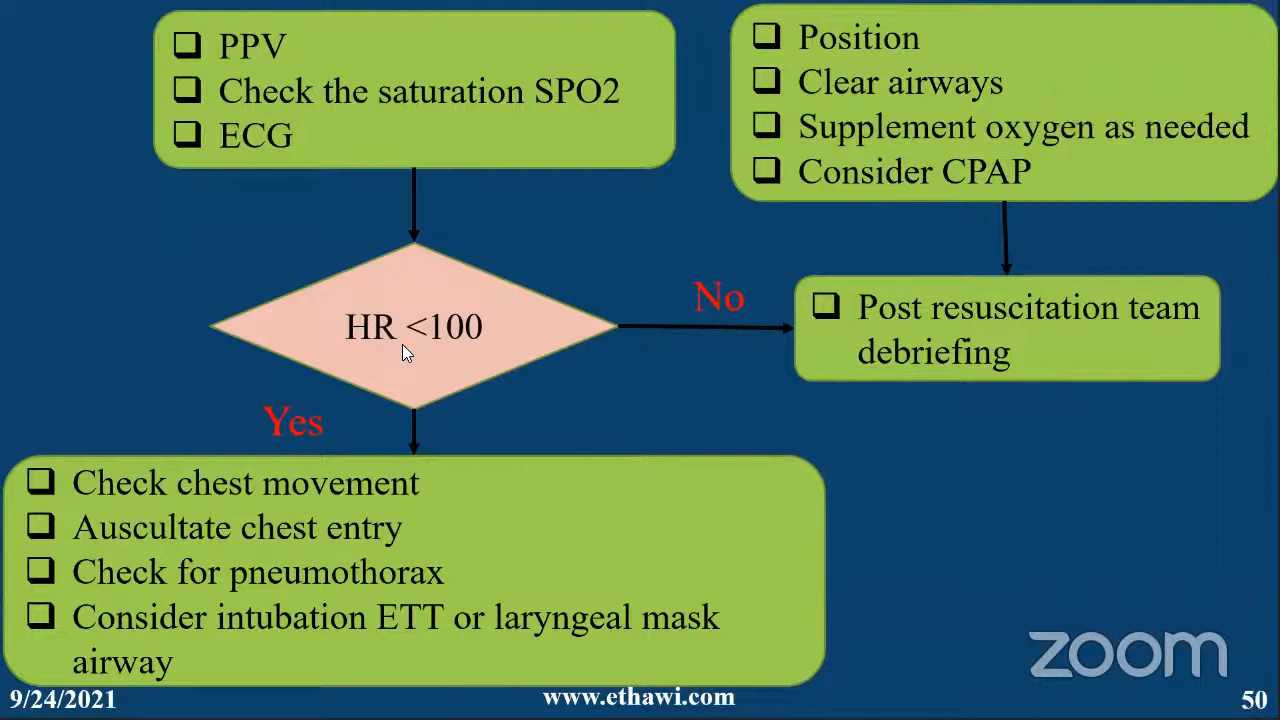 ❑ PPV
❑ Check the saturation SPO2
❑ ECG
❑ Position
❑ Clear airways
❑ Supplement oxygen as needed
❑ Consider CPAP
HR <100
No
❑ Post resuscitation team
debriefing
Yes
❑ Check chest movement
❑ Auscultate chest entry
❑ Check for pneumothorax
❑ Consider intubation ETT or laryngeal mask
airway
zoom
9/24/2021
www.ethawi.com
50